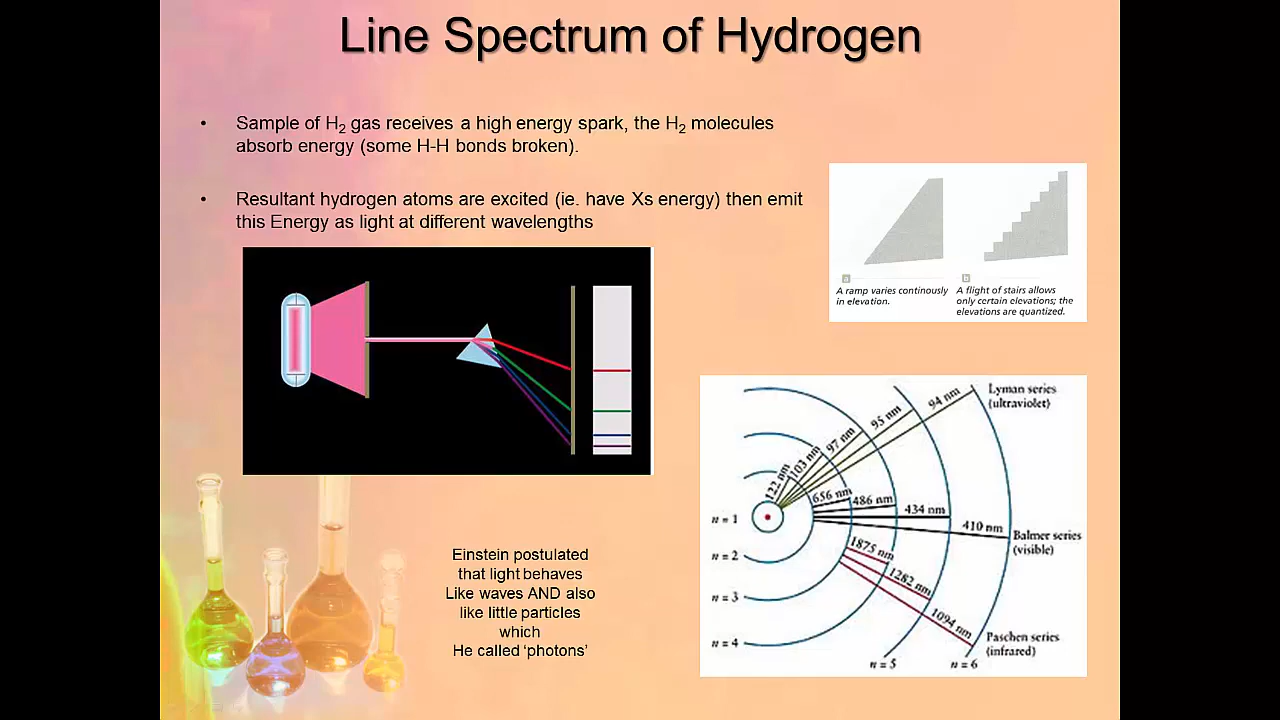 Line Spectrum of Hydrogen
• Sample of H₂ gas receives a high energy spark, the H₂ molecules
absorb energy (some H-H bonds broken).
• Resultant hydrogen atoms are excited (ie. have Xs energy) then emit
this Energy as light at different wavelengths
a
A ramp varies continously
in elevation.
b
A flight of stairs allows
only certain elevations; the
elevations are quantized.
Einstein postulated
that light behaves
Like waves AND also
like little particles
which
He called ‘photons’
Lyman series
(ultraviolet)
122 nm
103 nm
97 nm
95 nm
94 nm
656 nm
486 nm
434 nm
410 nm
Balmer series
(visible)
1875 nm
1282 nm
1094 nm
Paschen series
(infrared)
n = 1
n = 2
n = 3
n = 4
n = 5
n = 6